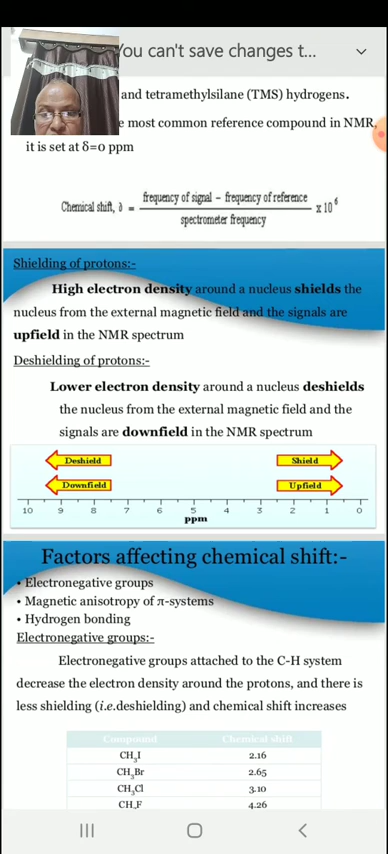 You can't save changes t...
and tetramethylsilane (TMS) hydrogens.
e most common reference compound in NMR,
it is set at δ=0 ppm
Chemical shift, ∂ = frequency of signal – frequency of reference / spectrometer frequency x 10⁶
Shielding of protons:-
High electron density around a nucleus shields the
nucleus from the external magnetic field and the signals are
upfield in the NMR spectrum
Deshielding of protons:-
Lower electron density around a nucleus deshields
the nucleus from the external magnetic field and the
signals are downfield in the NMR spectrum
Deshield Shield
Downfield Upfield
10 9 8 7 6 5 4 3 2 1 0
ppm
Factors affecting chemical shift:-
• Electronegative groups
• Magnetic anisotropy of π-systems
• Hydrogen bonding
Electronegative groups:-
Electronegative groups attached to the C-H system
decrease the electron density around the protons, and there is
less shielding (i.e.deshielding) and chemical shift increases
Compound Chemical shift
CH₃I 2.16
CH₃Br 2.65
CH₃Cl 3.10
CH₃F 4.26